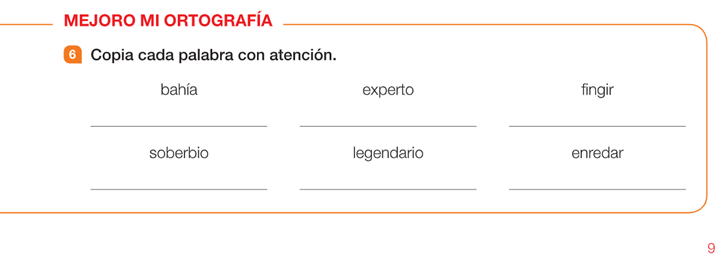 MEJORO MI ORTOGRAFÍA
6 Copia cada palabra con atención.
bahía experto fingir
soberbio legendario enredar
9